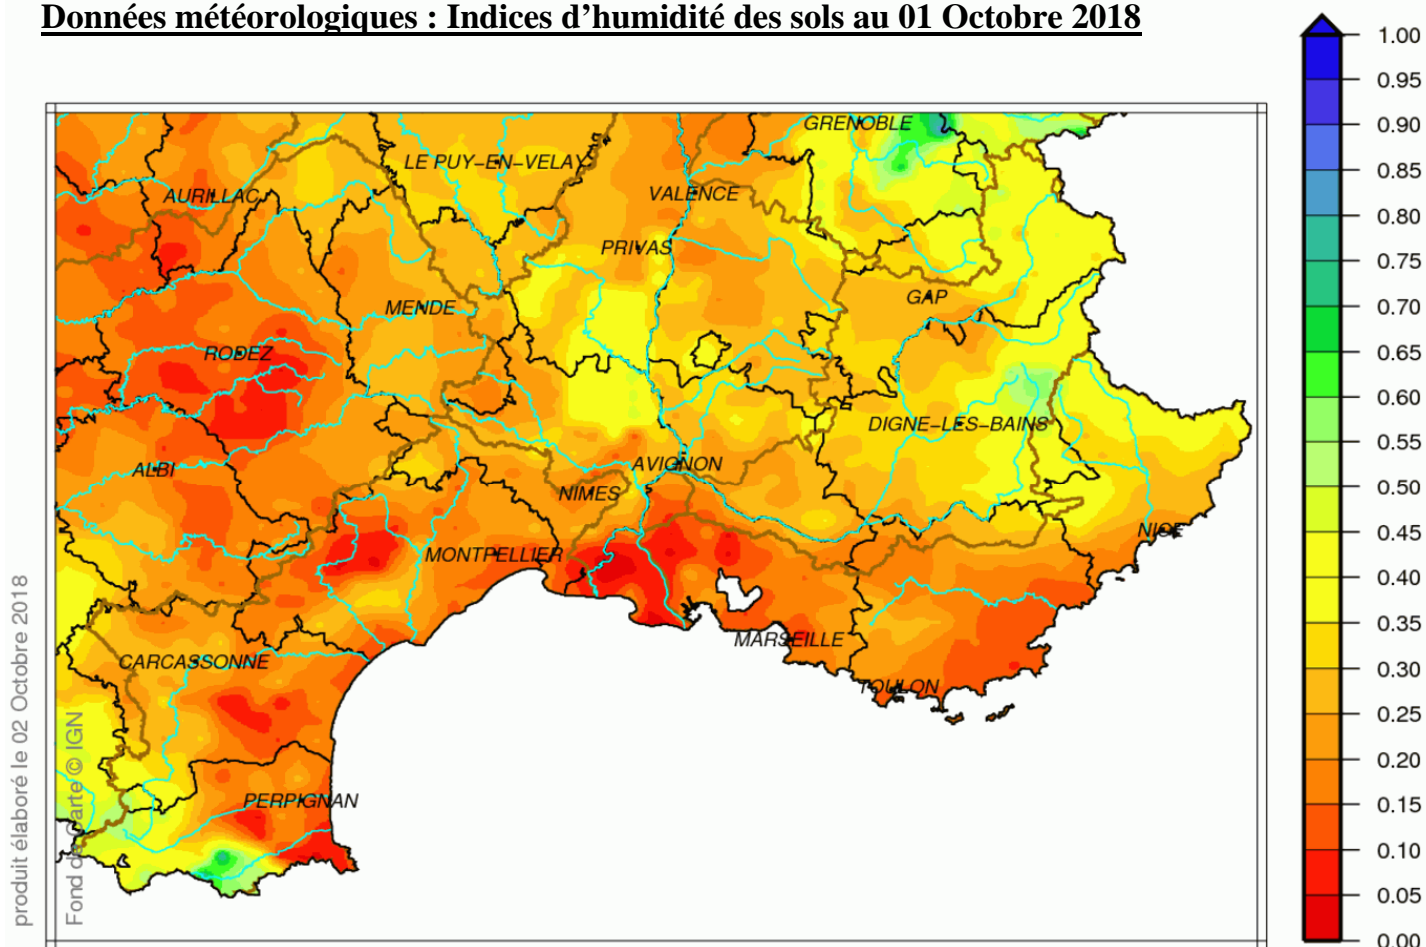 Données météorologiques : Indices d’humidité des sols au 01 Octobre 2018
1.00
0.95
0.90
0.85
0.80
0.75
0.70
0.65
0.60
0.55
0.50
0.45
0.40
0.35
0.30
0.25
0.20
0.15
0.10
0.05
0.00
GRENOBLE
LE PUY-EN-VELAY
AURILLAC
VALENCE
PRIVAS
GAP
MENDE
RODEZ
DIGNE-LES-BAINS
ALBI
AVIGNON
NIMES
NICE
MONTPELLIER
MARSEILLE
CARCASSONNE
TOULON
PERPIGNAN
produit élaboré le 02 Octobre 2018
Fond de Carte © IGN